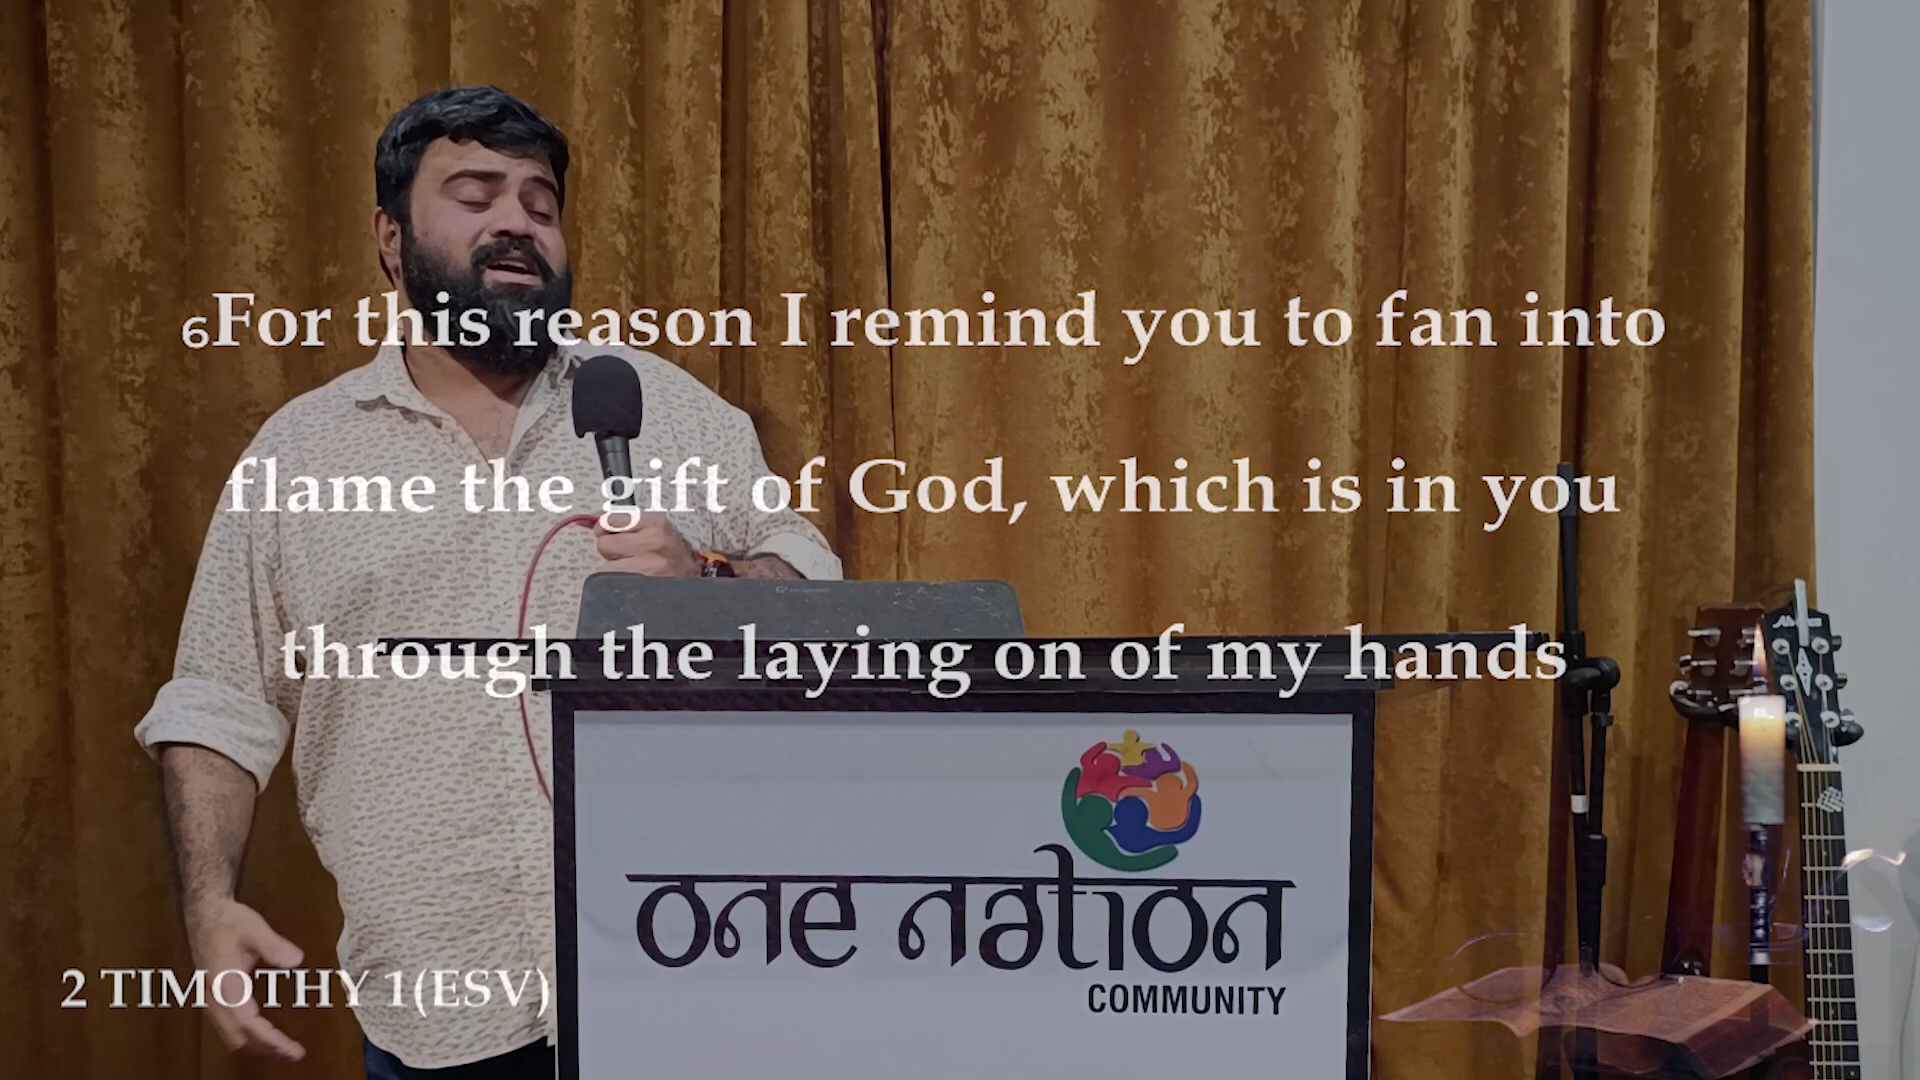 6For this reason I remind you to fan into
flame the gift of God, which is in you
through the laying on of my hands
one nation
COMMUNITY
2 TIMOTHY 1(ESV)